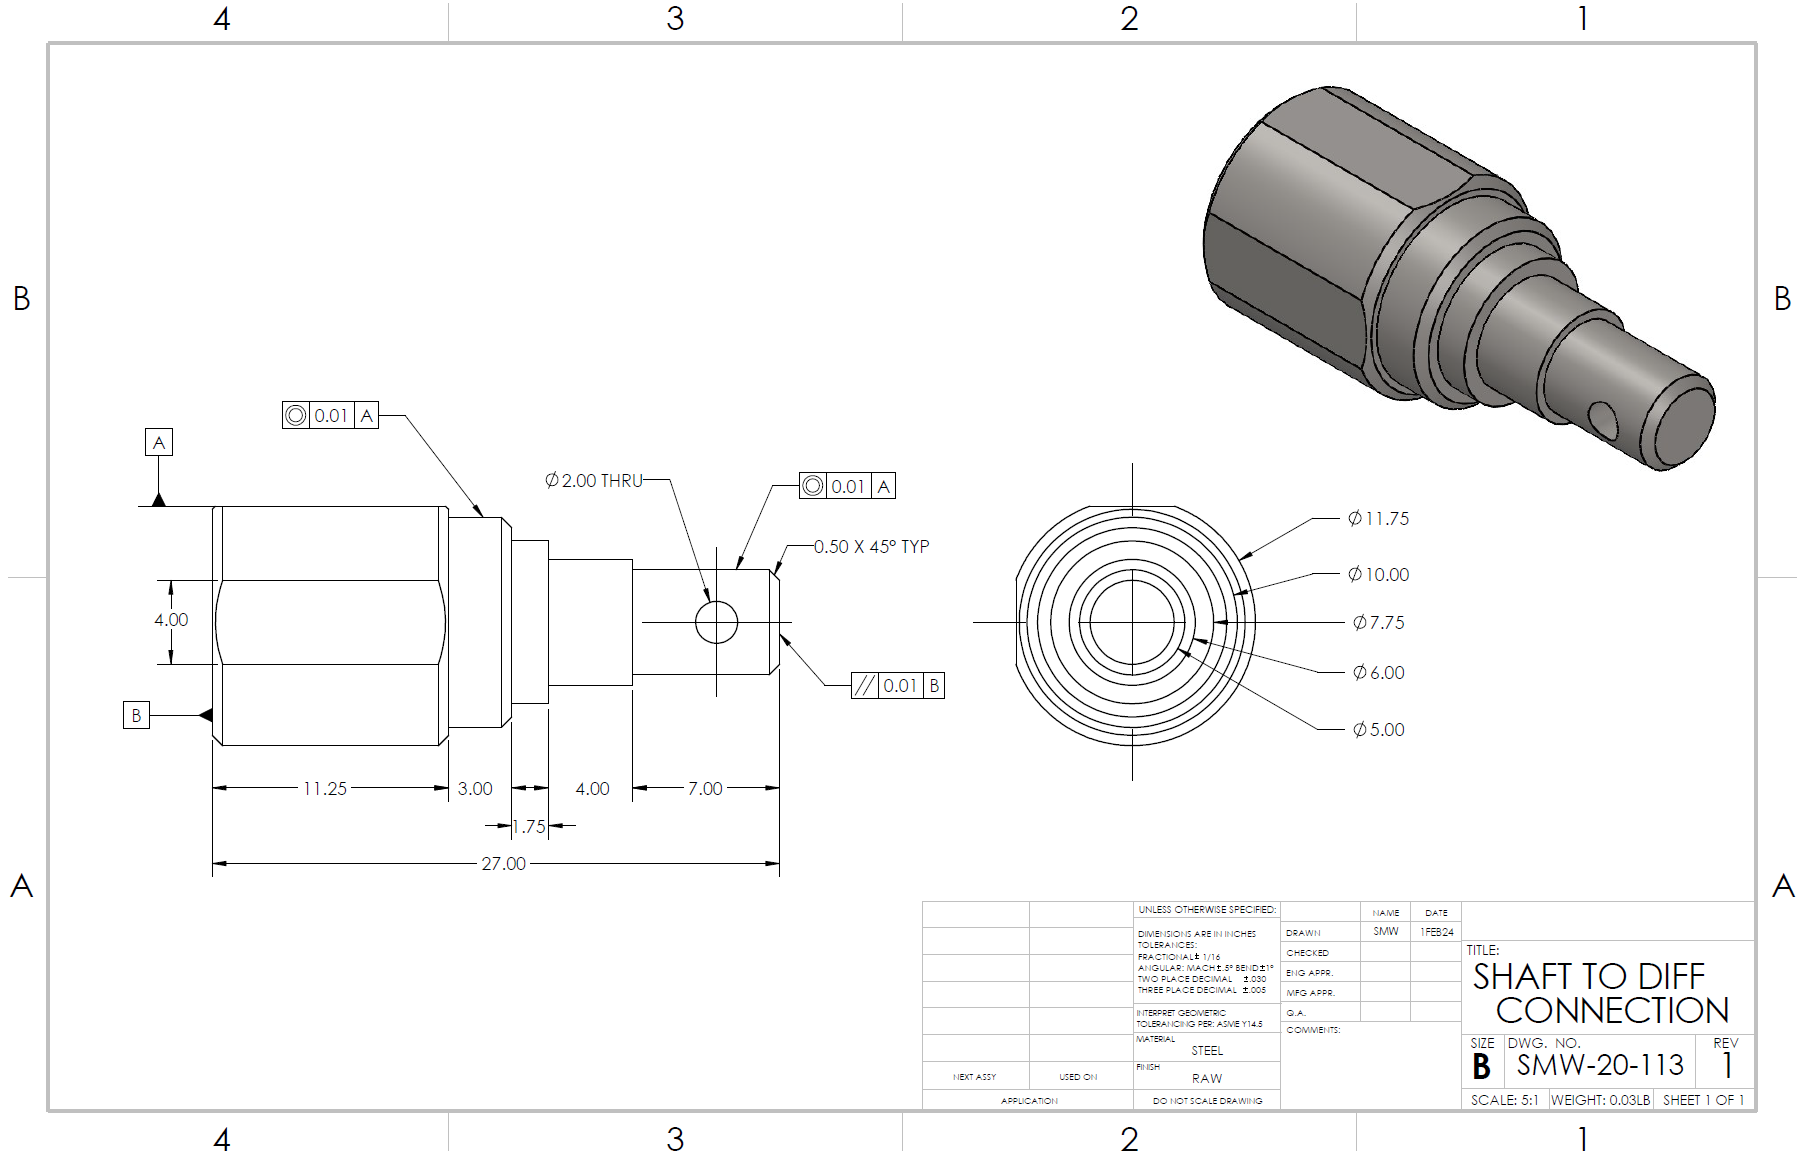 4 3 2 1
B B
A A
4 3 2 1
◎ 0.01 A
A
⌀2.00 THRU
◎ 0.01 A
0.50 X 45° TYP
4.00
// 0.01 B
B
11.25 3.00 4.00 7.00
1.75
27.00
⌀11.75
⌀10.00
⌀7.75
⌀6.00
⌀5.00
UNLESS OTHERWISE SPECIFIED:
DIMENSIONS ARE IN INCHES
TOLERANCES:
FRACTIONAL± 1/16
ANGULAR: MACH±.5° BEND±1°
TWO PLACE DECIMAL ±.030
THREE PLACE DECIMAL ±.005
INTERPRET GEOMETRIC
TOLERANCING PER: ASME Y14.5
MATERIAL
STEEL
FINISH
RAW
DO NOT SCALE DRAWING
NEXT ASSY USED ON
APPLICATION
NAME DATE
DRAWN SMW 1FEB24
CHECKED
ENG APPR.
MFG APPR.
Q.A.
COMMENTS:
TITLE:
SHAFT TO DIFF
CONNECTION
SIZE DWG. NO. REV
B SMW-20-113 1
SCALE: 5:1 WEIGHT: 0.03LB SHEET 1 OF 1